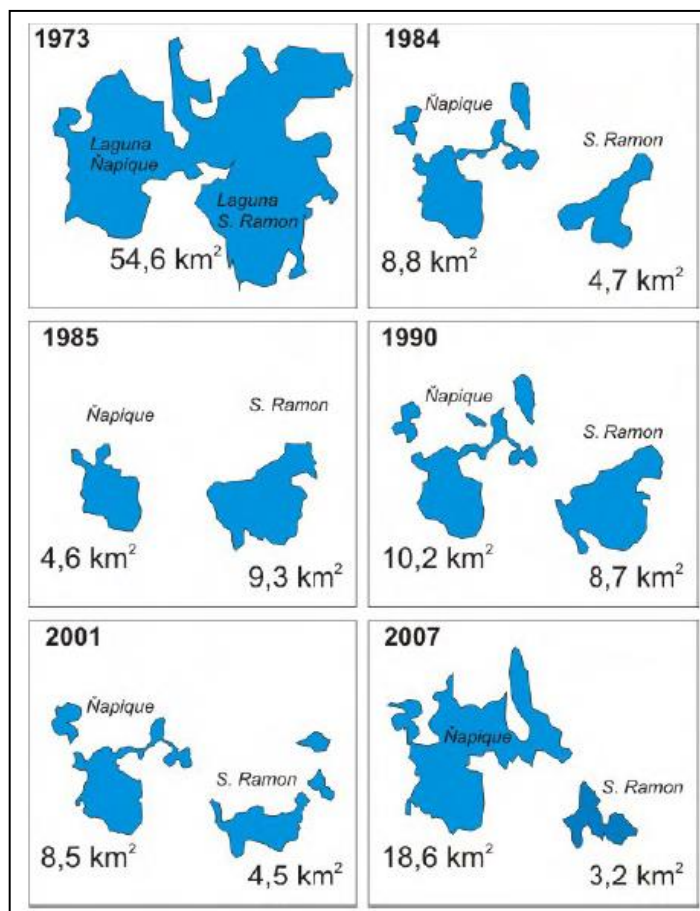 1973
Laguna
Ñapique
Laguna
S. Ramon
54,6 km²
1984
Ñapique
S. Ramon
8,8 km²
4,7 km²
1985
Ñapique
S. Ramon
4,6 km²
9,3 km²
1990
Ñapique
S. Ramon
10,2 km²
8,7 km²
2001
Ñapique
S. Ramon
8,5 km²
4,5 km²
2007
Ñapique
S. Ramon
18,6 km²
3,2 km²